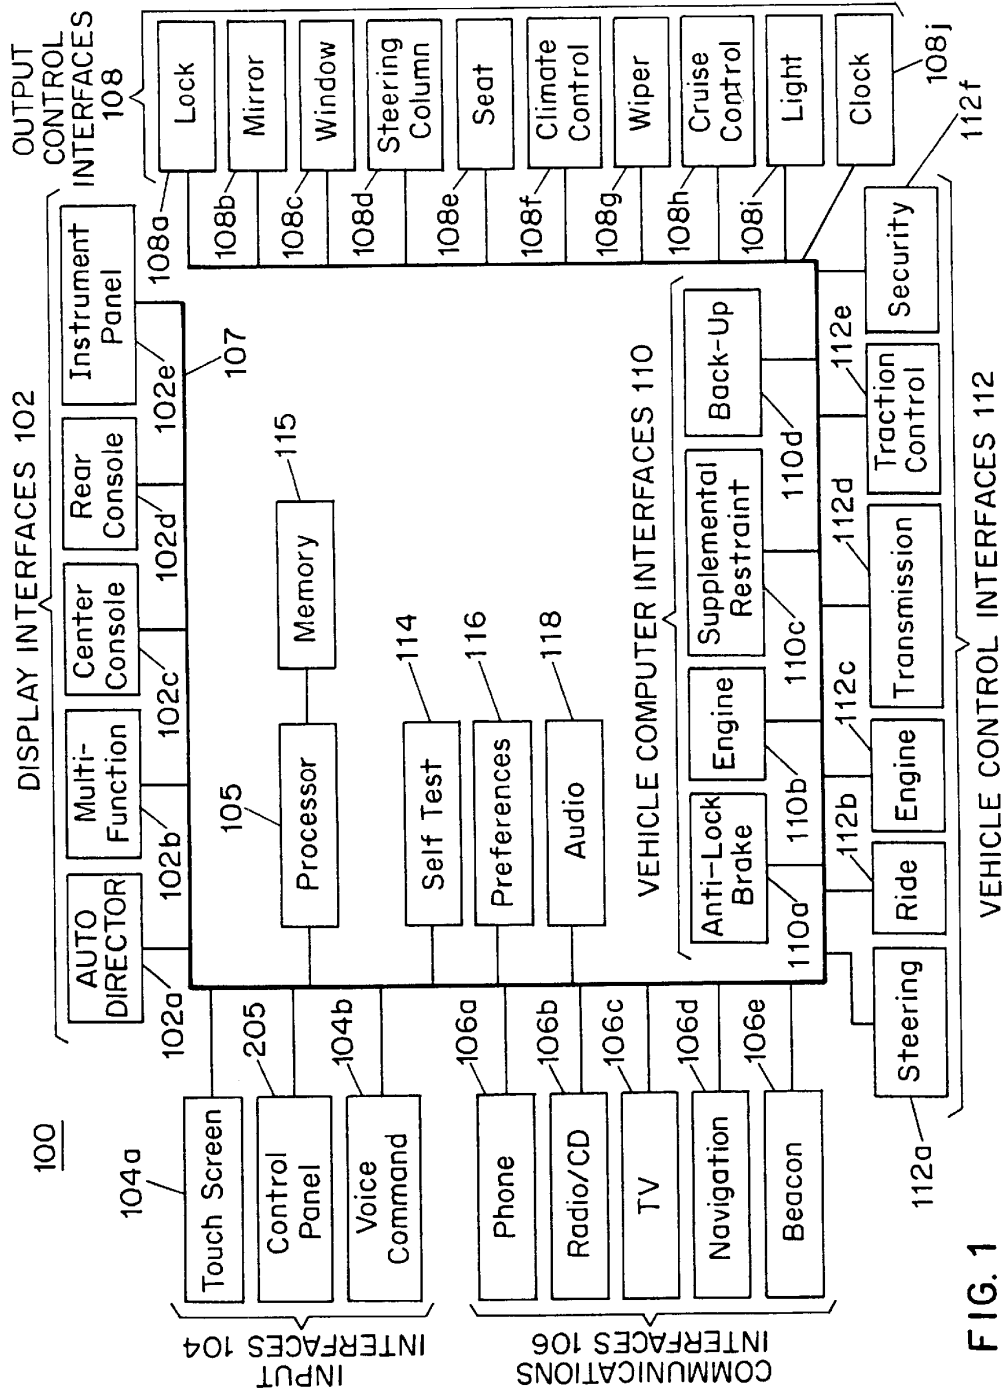 100
DISPLAY INTERFACES 102
AUTO
DIRECTOR
102a
Multi-
Function
102b
Center
Console
102c
Rear
Console
102d
Instrument
Panel
102e
107
OUTPUT
CONTROL
INTERFACES
108
Lock
108a
Mirror
108b
Window
108c
Steering
Column
108d
Seat
108e
Climate
Control
108f
Wiper
108g
Cruise
Control
108h
Light
108i
Clock
108j
INPUT
INTERFACES 104
Touch Screen
104a
Control
Panel
205
Voice
Command
104b
Processor
105
Memory
115
Self Test
114
Preferences
116
Audio
118
COMMUNICATIONS
INTERFACES 106
Phone
106a
Radio/CD
106b
TV
106c
Navigation
106d
Beacon
106e
VEHICLE COMPUTER INTERFACES 110
Anti-Lock
Brake
110a
Engine
110b
Supplemental
Restraint
110c
Back-Up
110d
Steering
112a
Ride
112b
Engine
112c
Transmission
112d
Traction
Control
112e
Security
112f
VEHICLE CONTROL INTERFACES 112
FIG. 1